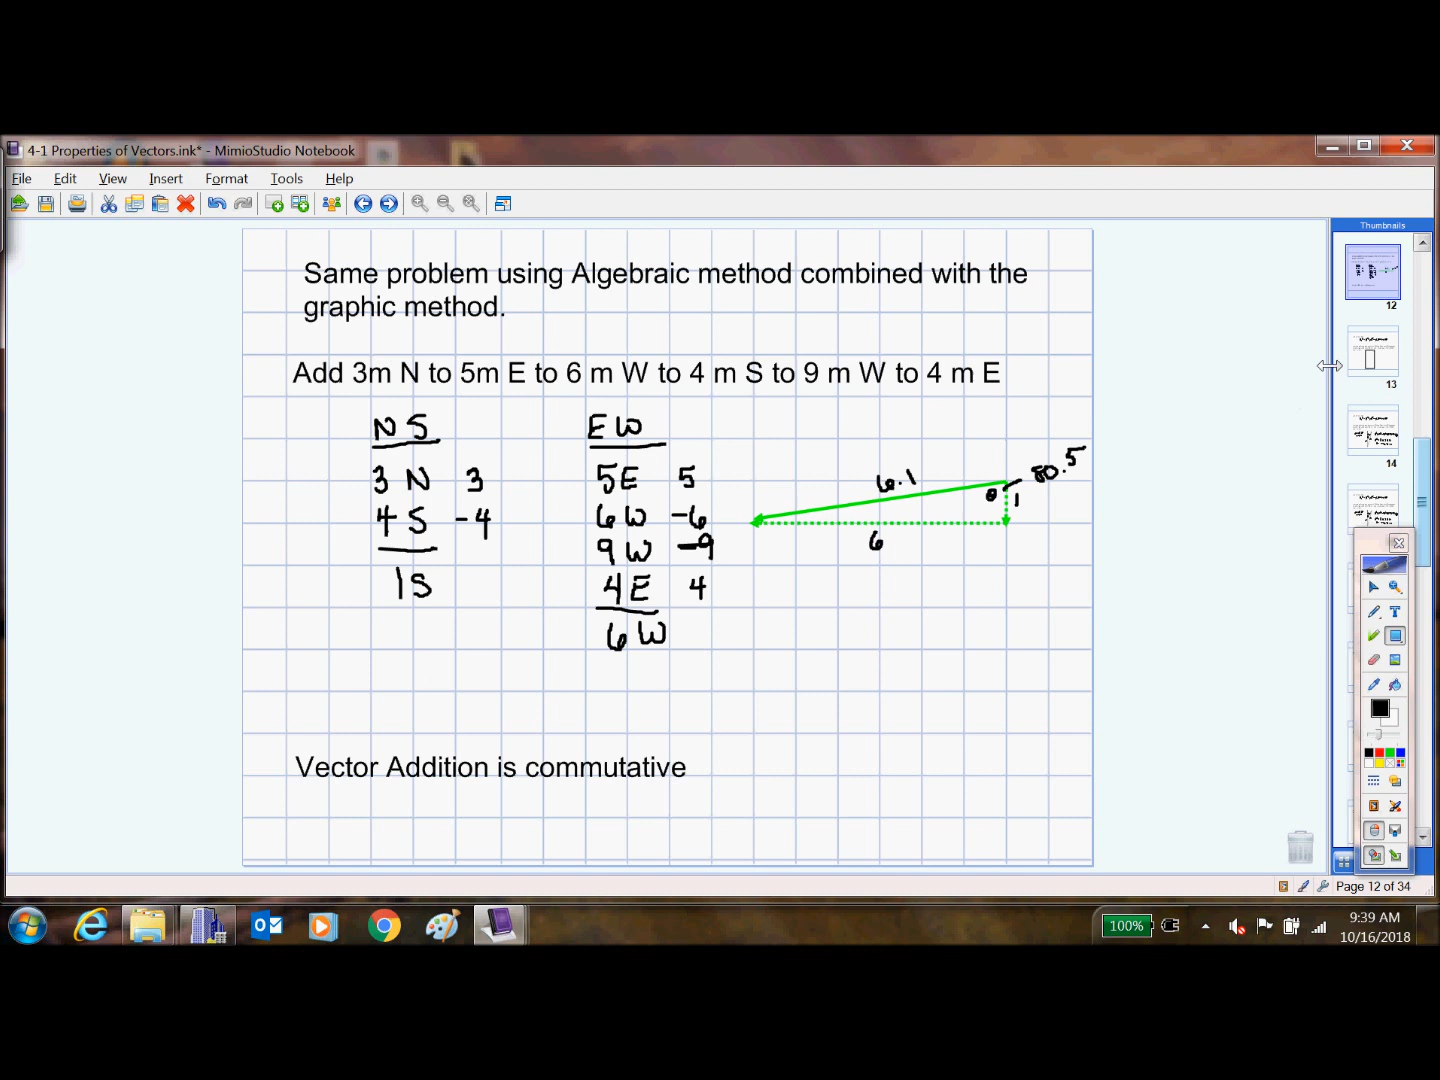 4-1 Properties of Vectors.ink* - MimioStudio Notebook
File Edit View Insert Format Tools Help
Thumbnails
Same problem using Algebraic method combined with the
graphic method.
Add 3m N to 5m E to 6 m W to 4 m S to 9 m W to 4 m E
N S
3 N 3
4 S -4
1S
E W
5E 5
6W -6
9W -9
4E 4
6W
6.1
θ
1
80.5
6
Vector Addition is commutative
12
13
14
Page 12 of 34
100%
9:39 AM
10/16/2018